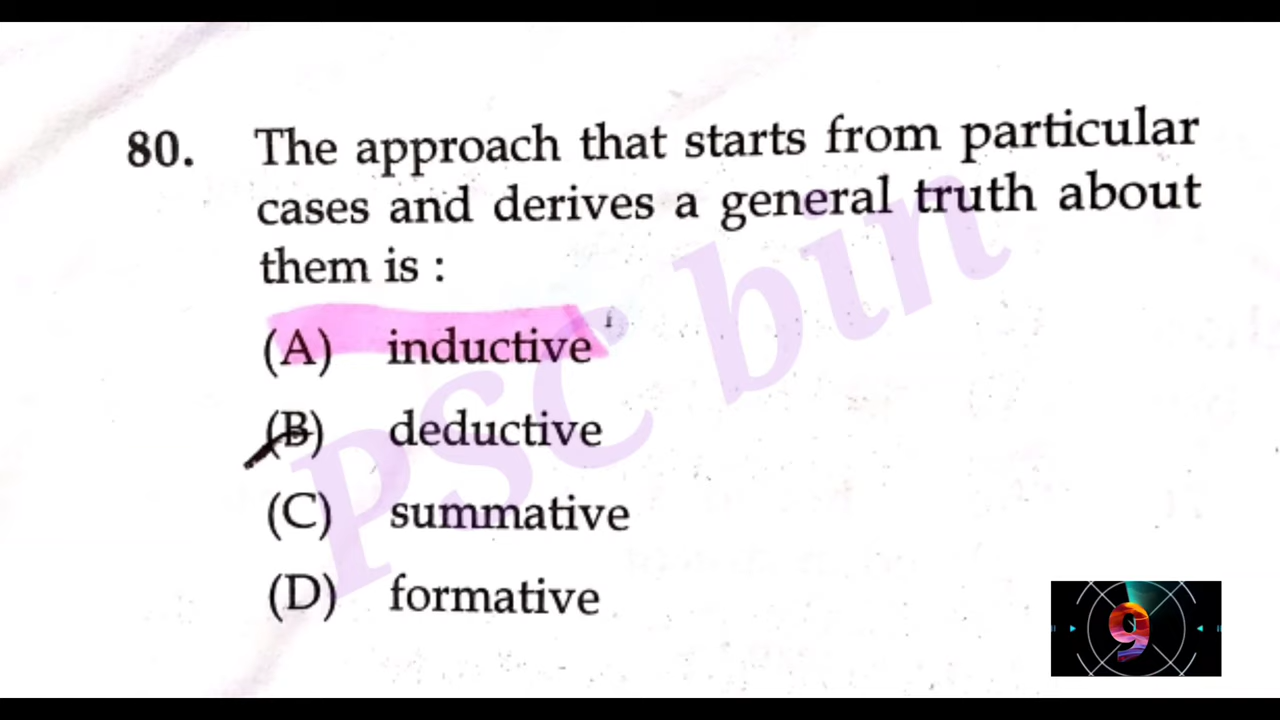 80. The approach that starts from particular
cases and derives a general truth about
them is :
(A) inductive
(B) deductive
(C) summative
(D) formative
PSC bin
9